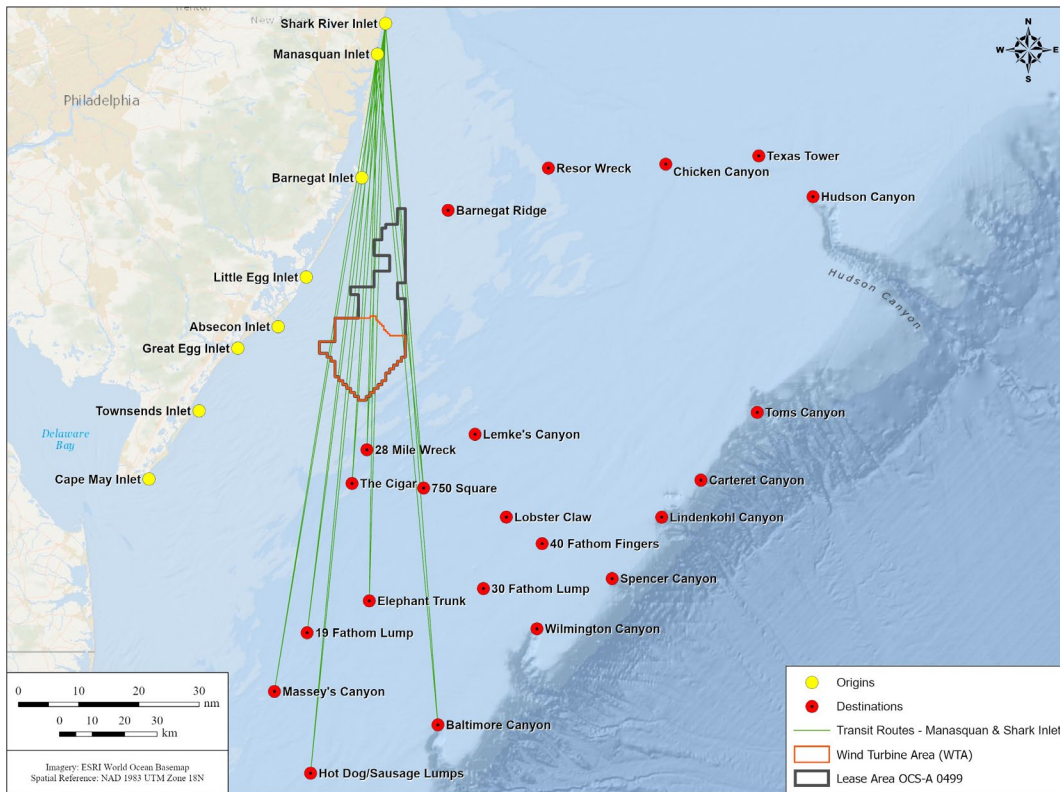 Shark River Inlet
N
W
E
S
Manasquan Inlet
Philadelphia
Texas Tower
Resor Wreck
Chicken Canyon
Barnegat Inlet
Hudson Canyon
Barnegat Ridge
Little Egg Inlet
Hudson Canyon
Absecon Inlet
Great Egg Inlet
Townsends Inlet
Toms Canyon
Delaware
Bay
Lemke's Canyon
28 Mile Wreck
Cape May Inlet
The Cigar
750 Square
Carteret Canyon
Lobster Claw
Lindenkohl Canyon
40 Fathom Fingers
Spencer Canyon
30 Fathom Lump
Elephant Trunk
19 Fathom Lump
Wilmington Canyon
Massey's Canyon
Baltimore Canyon
Hot Dog/Sausage Lumps
0 10 20 30
nm
0 10 20 30
km
Imagery: ESRI World Ocean Basemap
Spatial Reference: NAD 1983 UTM Zone 18N
Origins
Destinations
Transit Routes - Manasquan & Shark Inlet
Wind Turbine Area (WTA)
Lease Area OCS-A 0499